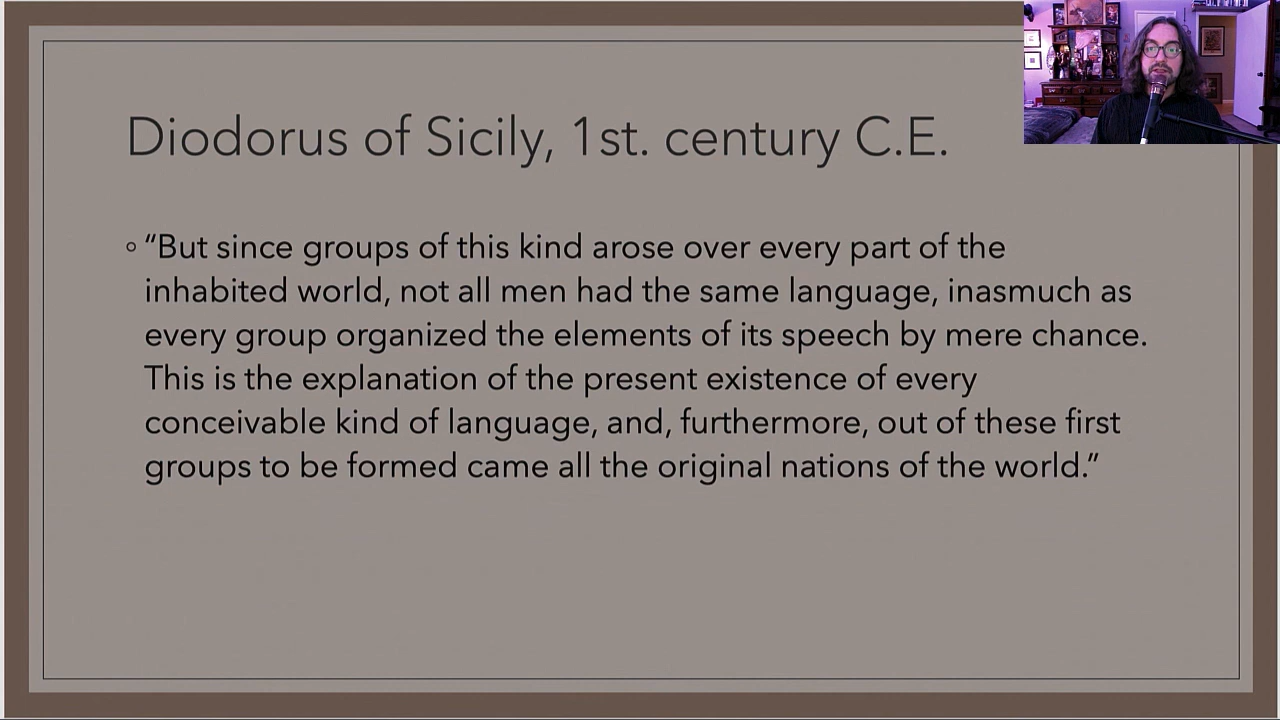 Diodorus of Sicily, 1st. century C.E.
◦ “But since groups of this kind arose over every part of the
inhabited world, not all men had the same language, inasmuch as
every group organized the elements of its speech by mere chance.
This is the explanation of the present existence of every
conceivable kind of language, and, furthermore, out of these first
groups to be formed came all the original nations of the world.”